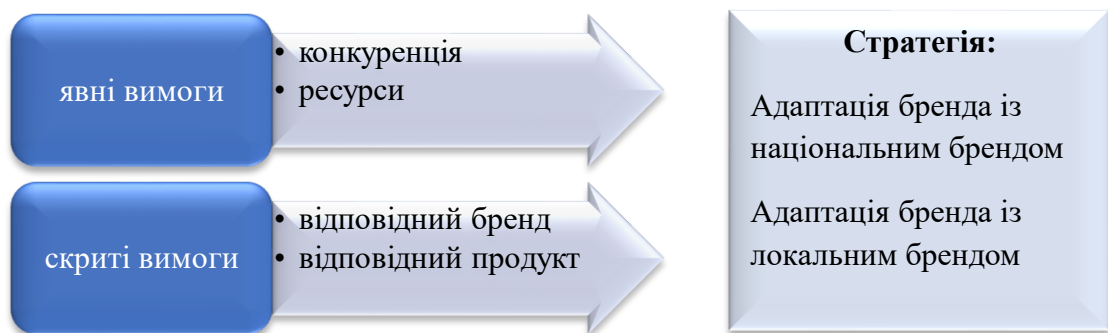 явні вимоги
• конкуренція
• ресурси
скриті вимоги
• відповідний бренд
• відповідний продукт
Стратегія:
Адаптація бренда із
національним брендом
Адаптація бренда із
локальним брендом